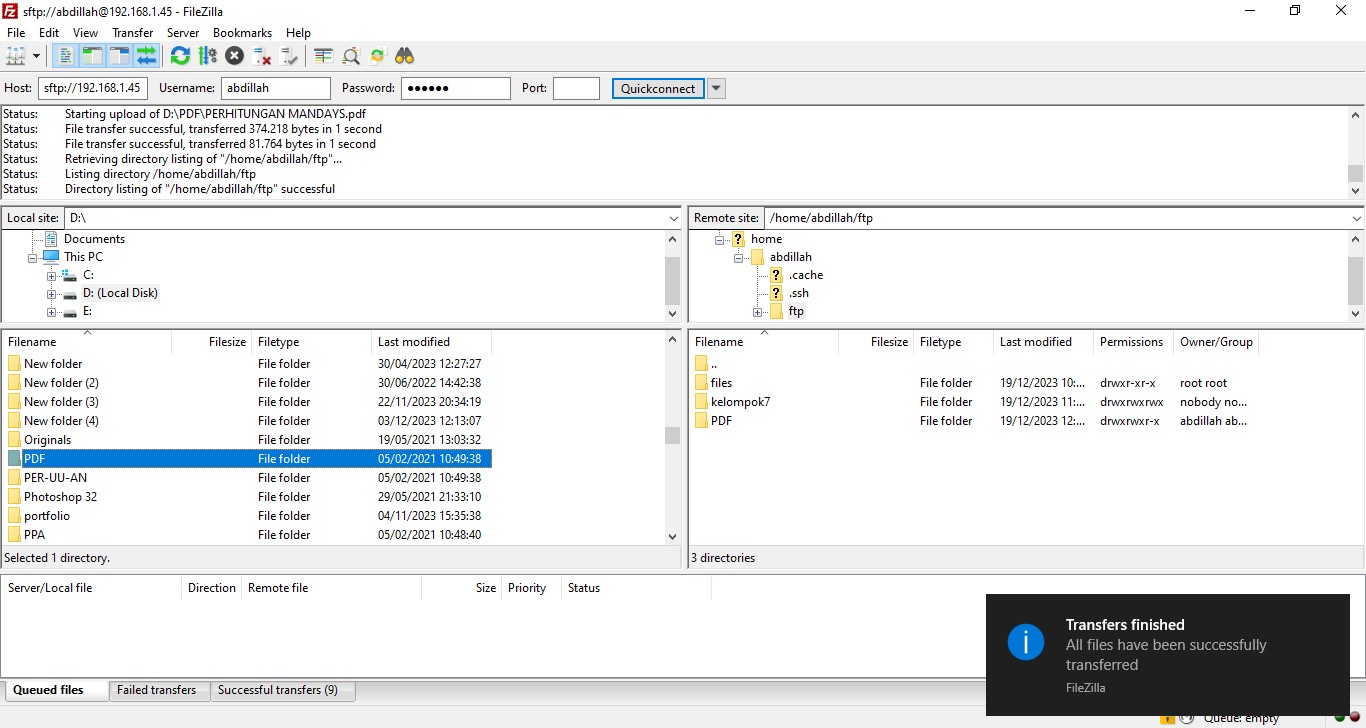 sftp://abdillah@192.168.1.45 - FileZilla
File Edit View Transfer Server Bookmarks Help
Host: sftp://192.168.1.45 Username: abdillah Password: ●●●●●● Port: Quickconnect
Status: Starting upload of D:\PDF\PERHITUNGAN MANDAYS.pdf
Status: File transfer successful, transferred 374.218 bytes in 1 second
Status: File transfer successful, transferred 81.764 bytes in 1 second
Status: Retrieving directory listing of "/home/abdillah/ftp"...
Status: Listing directory /home/abdillah/ftp
Status: Directory listing of "/home/abdillah/ftp" successful
Local site: D:\
Documents
This PC
C:
D: (Local Disk)
E:
Filename Filesize Filetype Last modified
New folder File folder 30/04/2023 12:27:27
New folder (2) File folder 30/06/2022 14:42:38
New folder (3) File folder 22/11/2023 20:34:19
New folder (4) File folder 03/12/2023 12:13:07
Originals File folder 19/05/2021 13:03:32
PDF File folder 05/02/2021 10:49:38
PER-UU-AN File folder 05/02/2021 10:49:38
Photoshop 32 File folder 29/05/2021 21:33:10
portfolio File folder 04/11/2023 15:35:38
PPA File folder 05/02/2021 10:48:40
Selected 1 directory.
Remote site: /home/abdillah/ftp
? home
abdillah
? .cache
? .ssh
ftp
Filename Filesize Filetype Last modified Permissions Owner/Group
..
files File folder 19/12/2023 10:... drwxr-xr-x root root
kelompok7 File folder 19/12/2023 11:... drwxrwxrwx nobody no...
PDF File folder 19/12/2023 12:... drwxrwxr-x abdillah ab...
3 directories
Server/Local file Direction Remote file Size Priority Status
Transfers finished
All files have been successfully
transferred
FileZilla
Queued files Failed transfers Successful transfers (9)
Queue: empty